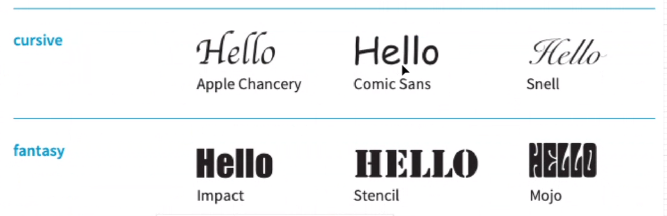 cursive
Hello Hello Hello
Apple Chancery Comic Sans Snell
fantasy
Hello HELLO HELLO
Impact Stencil Mojo